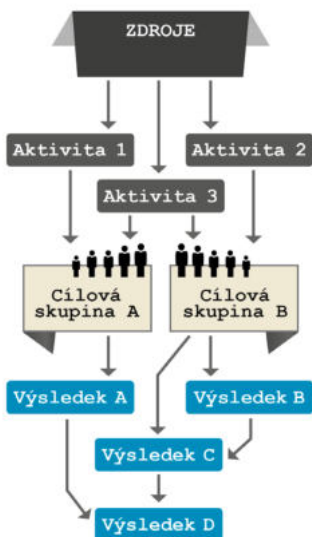 ZDROJE
Aktivita 1
Aktivita 2
Aktivita 3
Cílová
skupina A
Cílová
skupina B
Výsledek A
Výsledek B
Výsledek C
Výsledek D